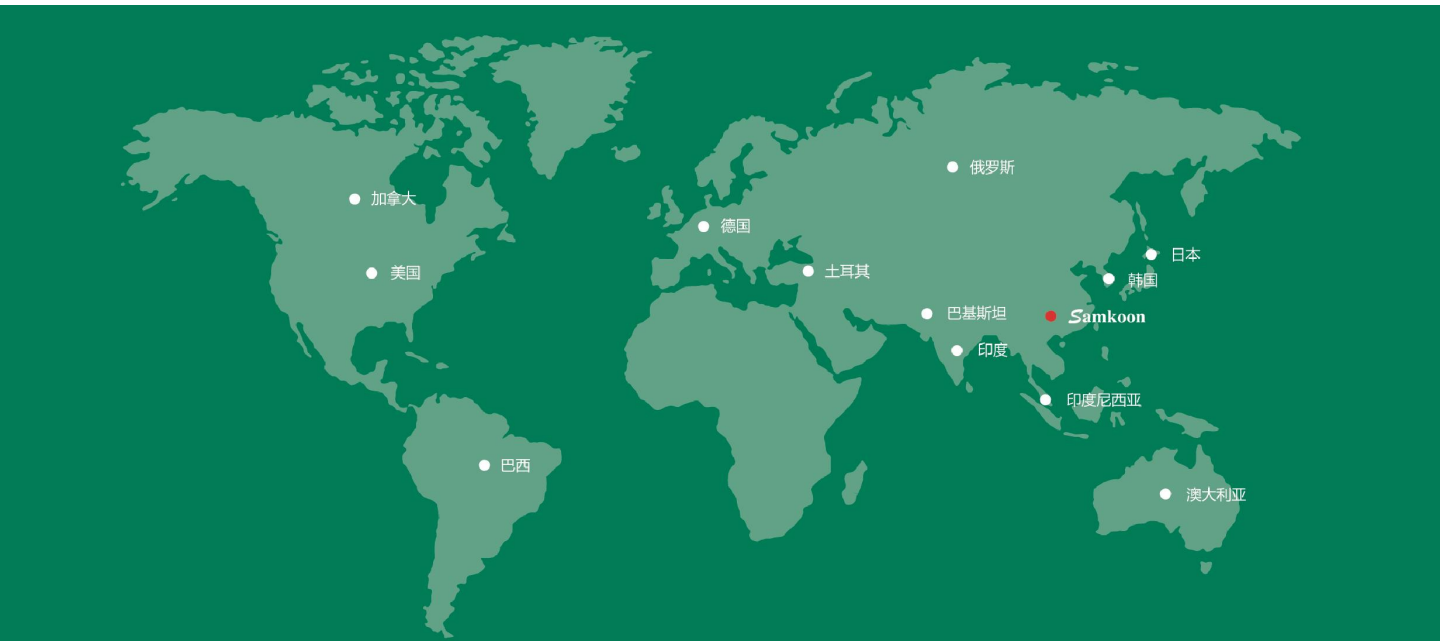 俄罗斯
加拿大
德国
日本
美国
土耳其
韩国
巴基斯坦
Samkoon
印度
印度尼西亚
巴西
澳大利亚